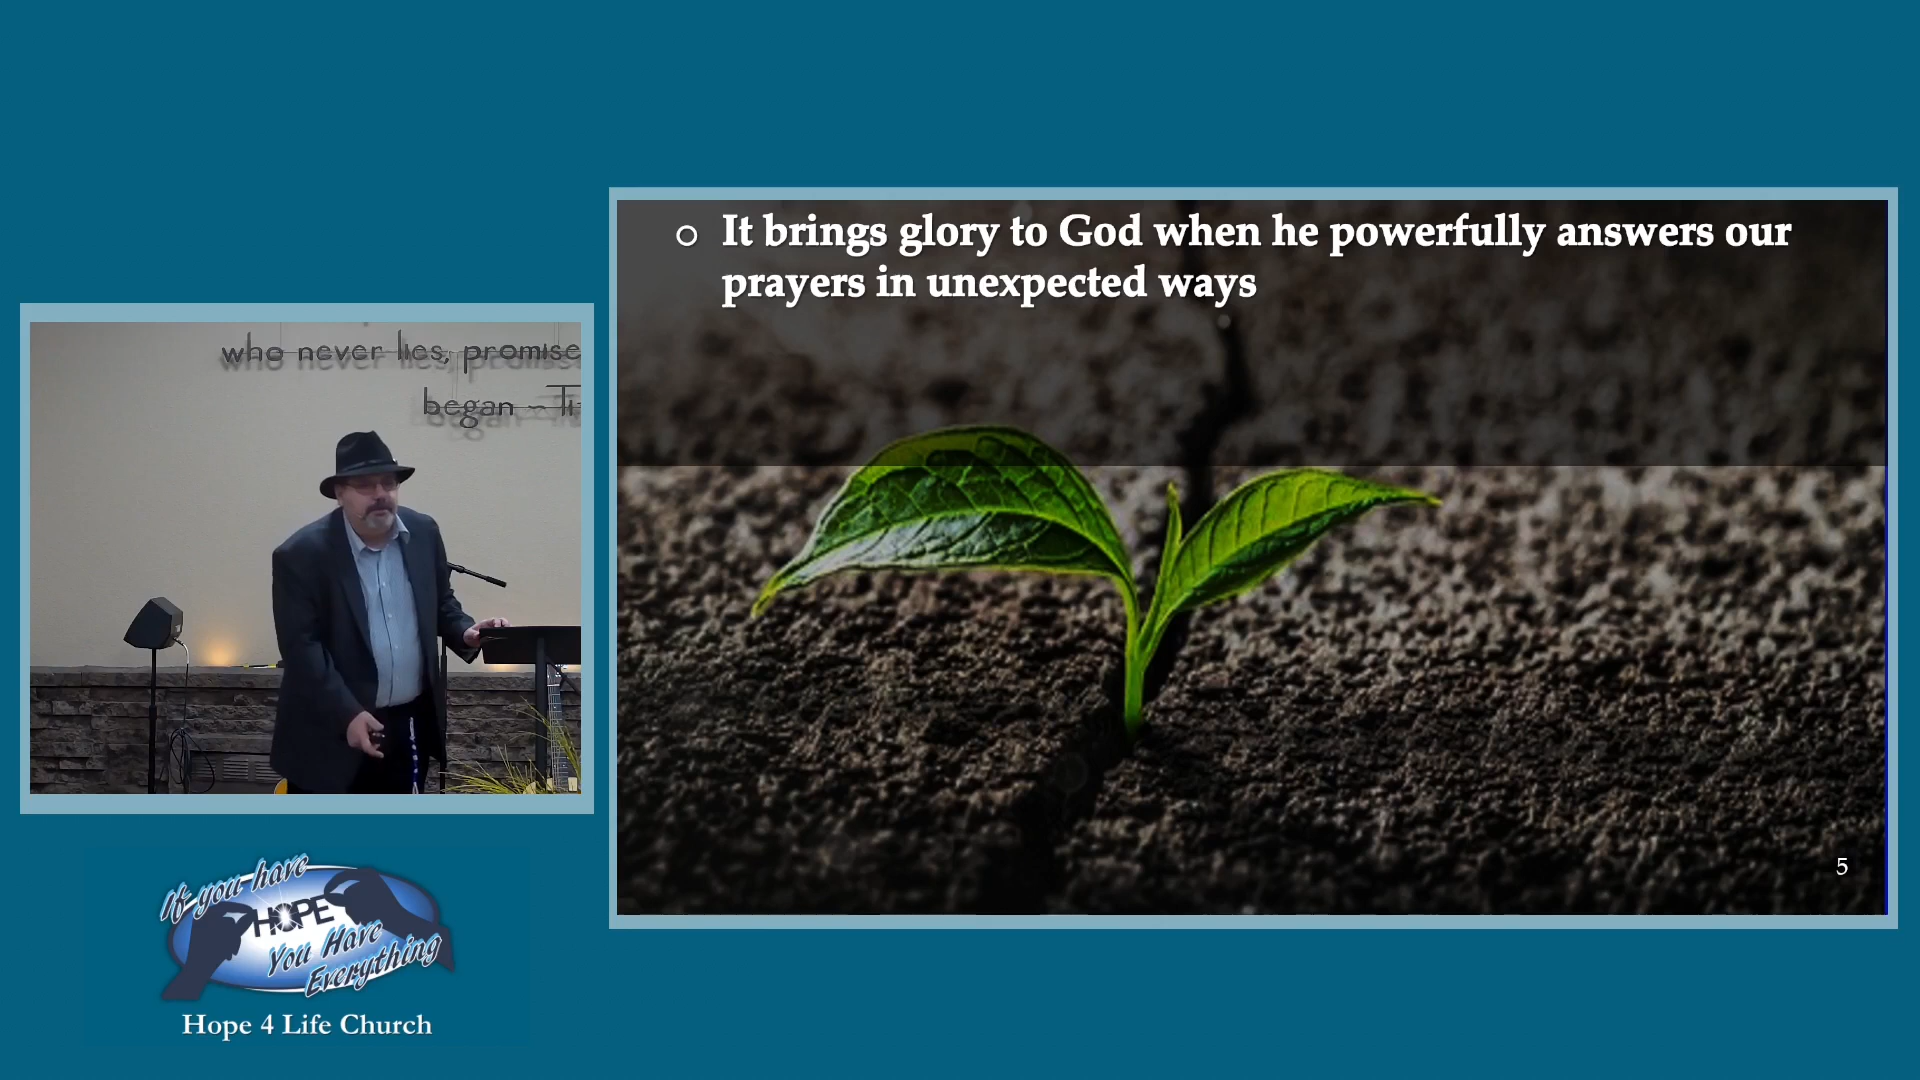 It brings glory to God when he powerfully answers our
prayers in unexpected ways
5
who never lies, promise
began ~ Ti
If you have
HOPE
You Have
Everything
Hope 4 Life Church